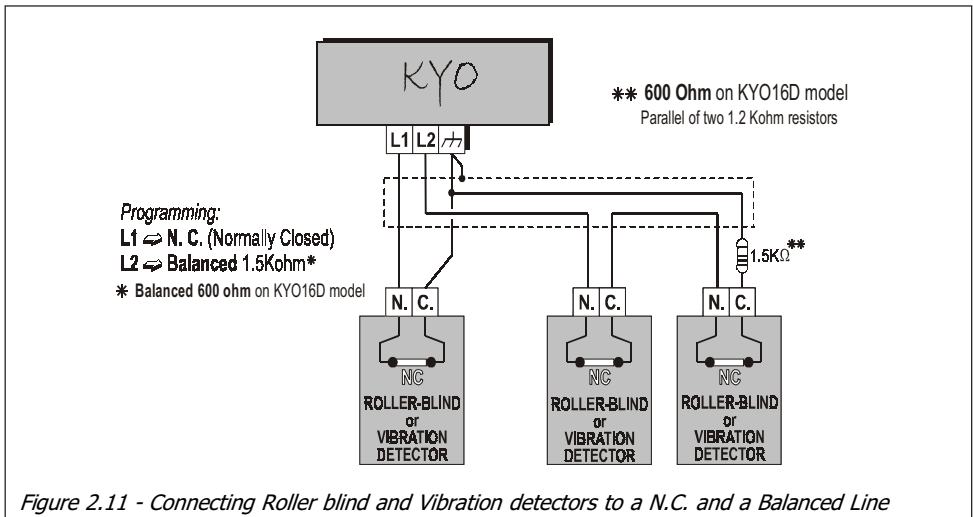 KYO
** 600 Ohm on KYO16D model
Parallel of two 1.2 Kohm resistors
L1 L2
Programming:
L1 ⇨ N. C. (Normally Closed)
L2 ⇨ Balanced 1.5Kohm*
* Balanced 600 ohm on KYO16D model
1.5KΩ**
N. C.
N. C.
N. C.
NC
ROLLER-BLIND
or
VIBRATION
DETECTOR
NC
ROLLER-BLIND
or
VIBRATION
DETECTOR
NC
ROLLER-BLIND
or
VIBRATION
DETECTOR
Figure 2.11 - Connecting Roller blind and Vibration detectors to a N.C. and a Balanced Line